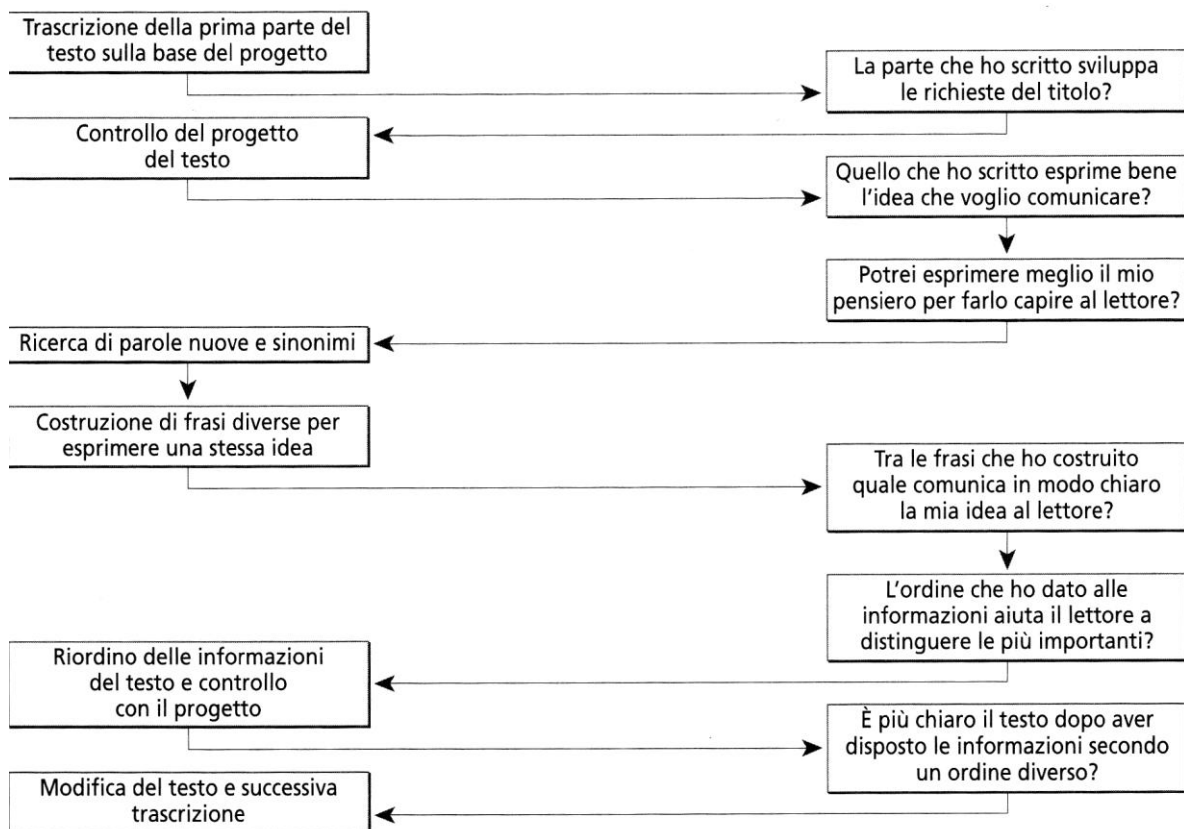 Trascrizione della prima parte del
testo sulla base del progetto
La parte che ho scritto sviluppa
le richieste del titolo?
Controllo del progetto
del testo
Quello che ho scritto esprime bene
l'idea che voglio comunicare?
Potrei esprimere meglio il mio
pensiero per farlo capire al lettore?
Ricerca di parole nuove e sinonimi
Costruzione di frasi diverse per
esprimere una stessa idea
Tra le frasi che ho costruito
quale comunica in modo chiaro
la mia idea al lettore?
L'ordine che ho dato alle
informazioni aiuta il lettore a
distinguere le più importanti?
Riordino delle informazioni
del testo e controllo
con il progetto
È più chiaro il testo dopo aver
disposto le informazioni secondo
un ordine diverso?
Modifica del testo e successiva
trascrizione